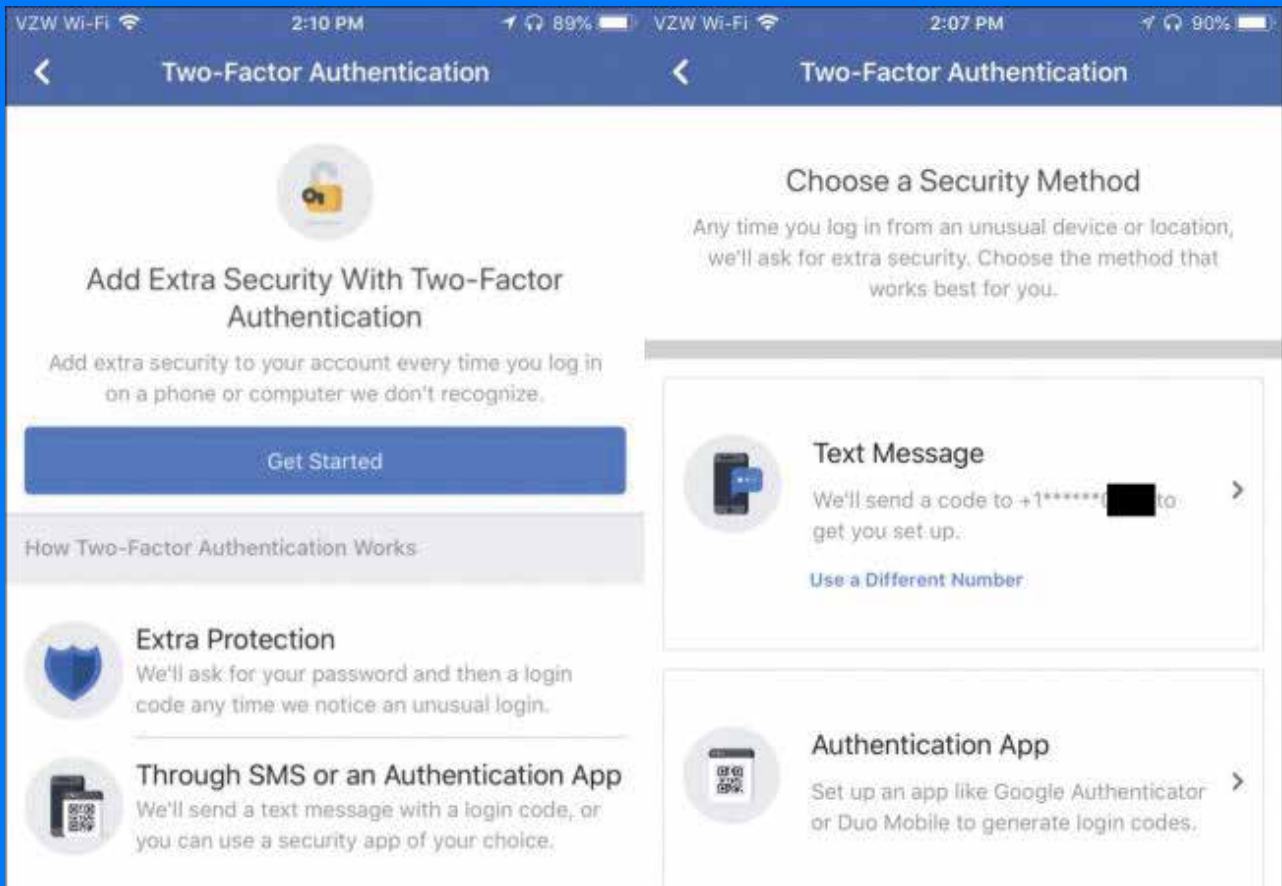 VZW Wi-Fi 2:10 PM 89%
Two-Factor Authentication
Add Extra Security With Two-Factor
Authentication
Add extra security to your account every time you log in
on a phone or computer we don't recognize.
Get Started
How Two-Factor Authentication Works
Extra Protection
We'll ask for your password and then a login
code any time we notice an unusual login.
Through SMS or an Authentication App
We'll send a text message with a login code, or
you can use a security app of your choice.
VZW Wi-Fi 2:07 PM 90%
Two-Factor Authentication
Choose a Security Method
Any time you log in from an unusual device or location,
we'll ask for extra security. Choose the method that
works best for you.
Text Message
We'll send a code to +1****** to
get you set up.
Use a Different Number
Authentication App
Set up an app like Google Authenticator
or Duo Mobile to generate login codes.